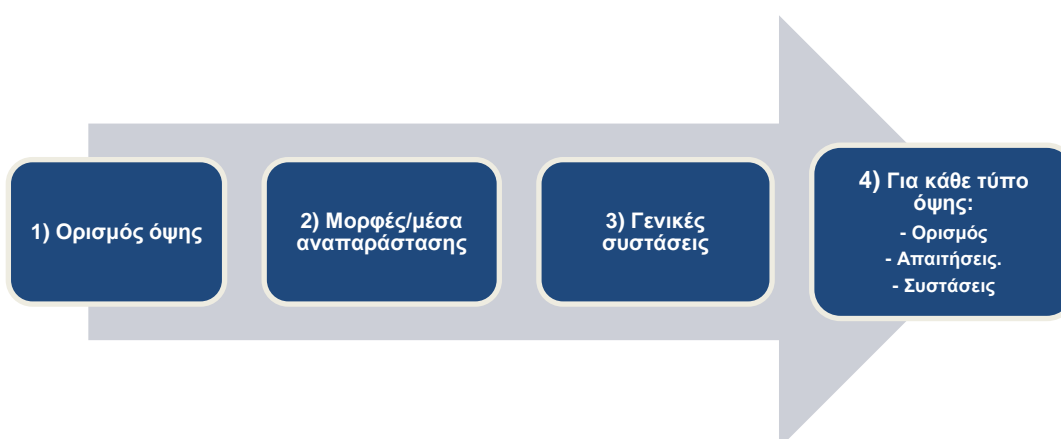 1) Ορισμός όψης
2) Μορφές/μέσα
αναπαράστασης
3) Γενικές
συστάσεις
4) Για κάθε τύπο
όψης:
- Ορισμός
- Απαιτήσεις.
- Συστάσεις